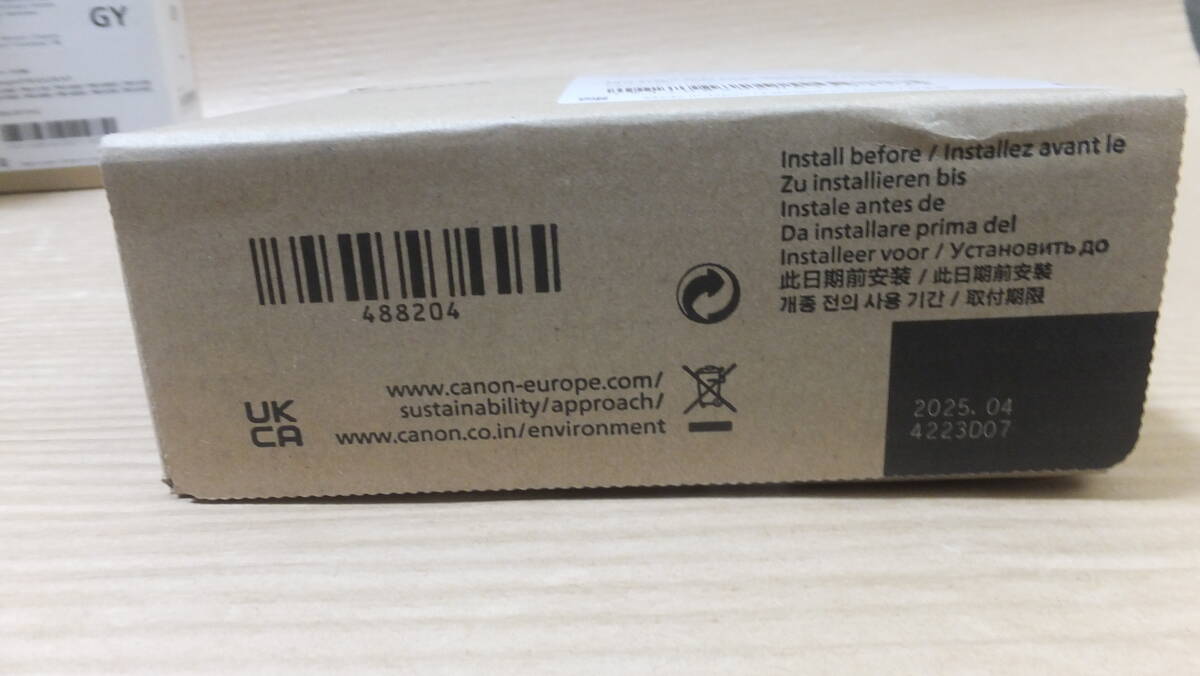 GY
Install before / Installez avant le
Zu installieren bis
Instale antes de
Da installare prima del
Installeer voor / Установить до
此日期前安装 / 此日期前安裝
개종 전의 사용 기간 / 取付期限
488204
www.canon-europe.com/
sustainability/approach/
www.canon.co.in/environment
UK
CA
2025. 04
4223D07